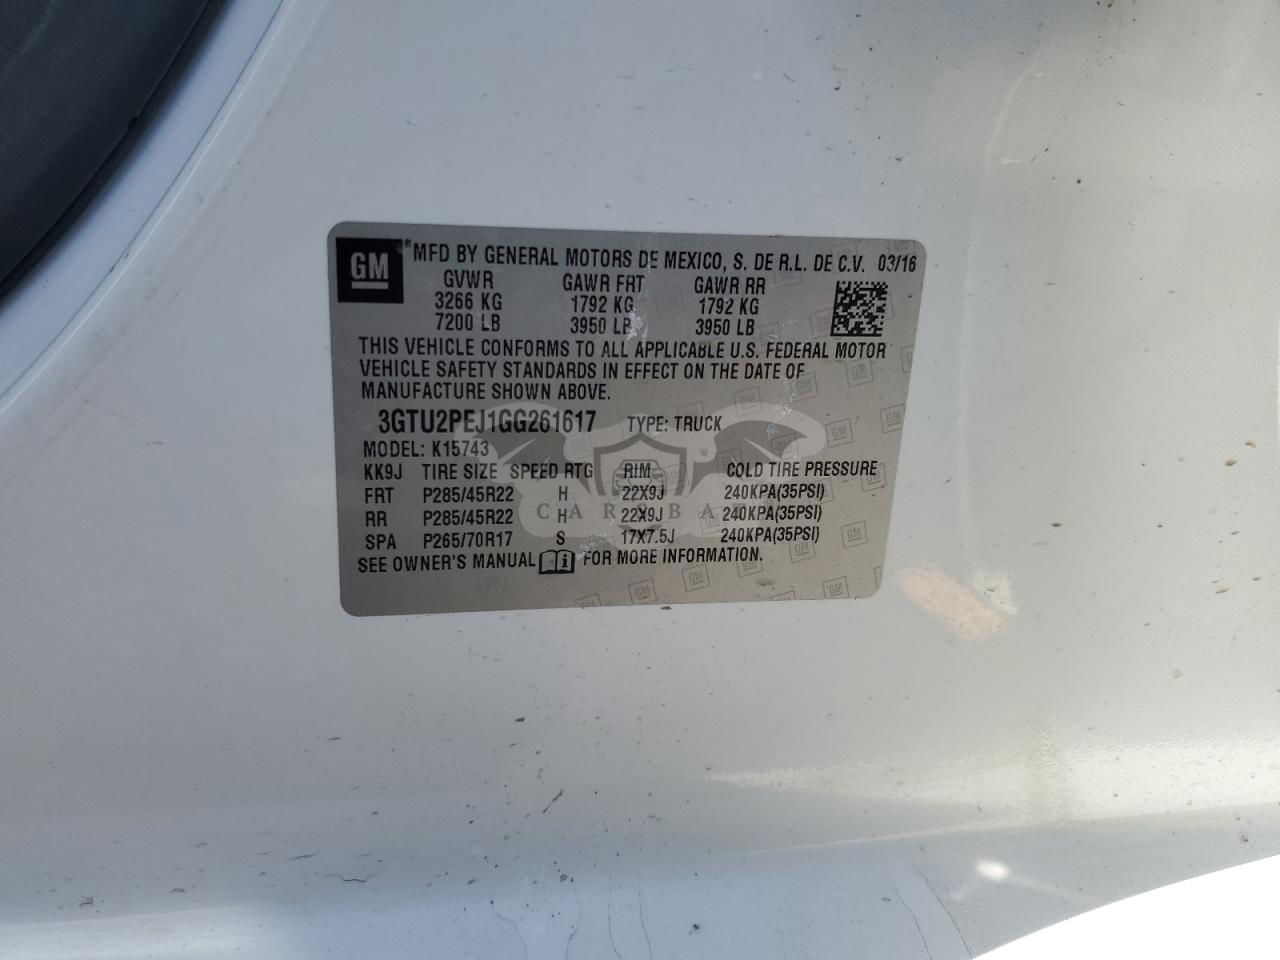 GM *MFD BY GENERAL MOTORS DE MEXICO, S. DE R.L. DE C.V. 03/16
GVWR GAWR FRT GAWR RR
3266 KG 1792 KG 1792 KG
7200 LB 3950 LB 3950 LB
THIS VEHICLE CONFORMS TO ALL APPLICABLE U.S. FEDERAL MOTOR
VEHICLE SAFETY STANDARDS IN EFFECT ON THE DATE OF
MANUFACTURE SHOWN ABOVE.
3GTU2PEJ1GG261617 TYPE: TRUCK
MODEL: K15743
KK9J TIRE SIZE SPEED RTG RIM COLD TIRE PRESSURE
FRT P285/45R22 H 22X9J 240KPA(35PSI)
RR P285/45R22 H 22X9J 240KPA(35PSI)
SPA P265/70R17 S 17X7.5J 240KPA(35PSI)
SEE OWNER'S MANUAL i FOR MORE INFORMATION.